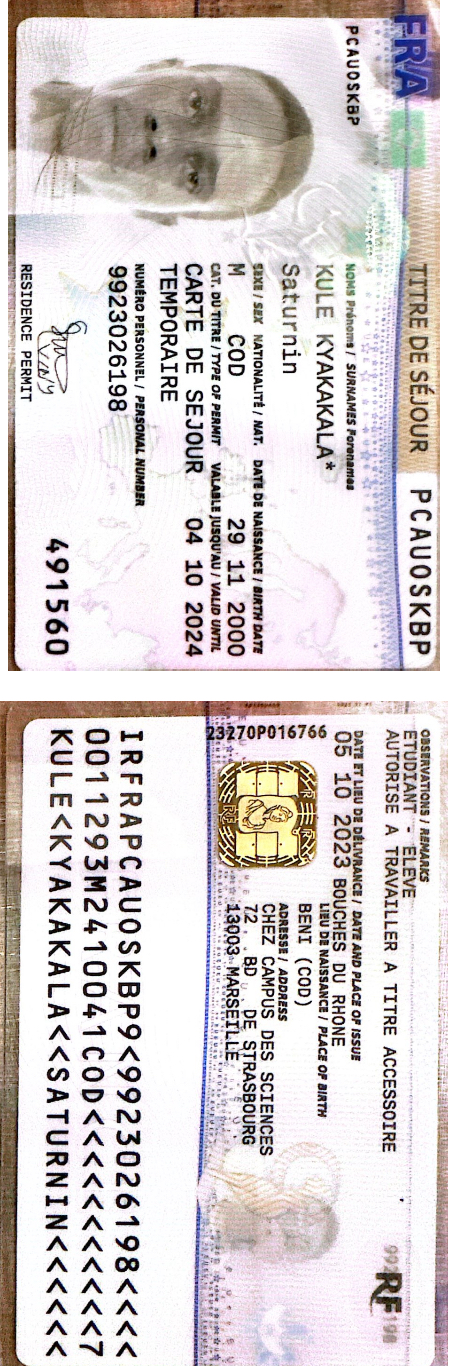 FRA
TITRE DE SÉJOUR PCAUOSKBP
PCAUOSKBP
NOMS Prénoms / SURNAMES Forenames
KULE KYAKAKALA*
Saturnin
SEXE / SEX NATIONALITÉ / NAT. DATE DE NAISSANCE / BIRTH DATE
M COD 29 11 2000
CAT. DU TITRE / TYPE OF PERMIT VALABLE JUSQU'AU / VALID UNTIL
CARTE DE SEJOUR 04 10 2024
TEMPORAIRE
NUMÉRO PERSONNEL / PERSONAL NUMBER
9923026198
RESIDENCE PERMIT
491560
OBSERVATIONS / REMARKS
ETUDIANT - ELEVE
AUTORISE A TRAVAILLER A TITRE ACCESSOIRE
RF
DATE ET LIEU DE DÉLIVRANCE / DATE AND PLACE OF ISSUE
05 10 2023 BOUCHES DU RHONE
LIEU DE NAISSANCE / PLACE OF BIRTH
BENI (COD)
ADRESSE / ADDRESS
CHEZ CAMPUS DES SCIENCES
72 BD DE STRASBOURG
13003 MARSEILLE
23270P016766
IRFRAPCAUOSKBP9<9923026198<<<<
0011293M2410041COD<<<<<<<<<<<7
KULE<KYAKAKALA<<SATURNIN<<<<<<